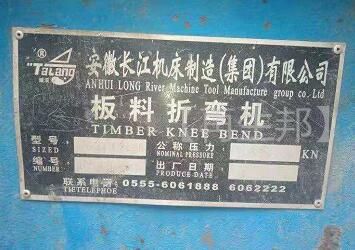 Talang
安徽长江机床制造(集团)有限公司
ANHUI LONG River Machine Tool Manufacture group co Ltd
板料折弯机
TIMBER KNEE BEND
型号 公称压力 KN
SIZED NOMINAL PRESSURE
编号 出厂日期
NUMBER PRODUCE DATE
联系电话: 0555-6061888 6062222
TIETELEPHOE